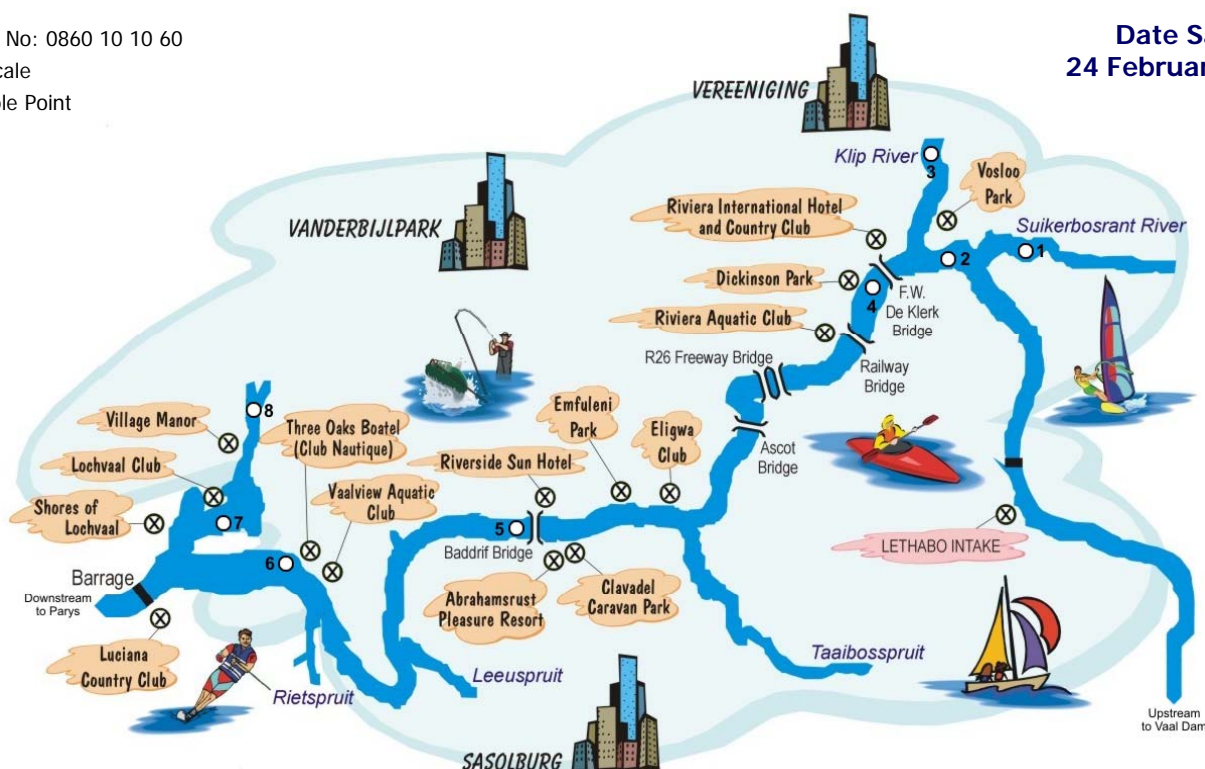 No: 0860 10 10 60
Date
24
VEREENIGING
Klip River
3
Vosloo
Park
Riviera International Hotel
and Country Club
Suikerbosrant River
VANDERBIJLPARK
1
2
Dickinson Park
4
F.W.
De Klerk
Bridge
Riviera Aquatic Club
R26 Freeway Bridge
Railway
Bridge
8
Village Manor
Three Oaks Boatel
(Club Nautique)
Emfuleni
Park
Eligwa
Club
Ascot
Bridge
Lochvaal Club
Riverside Sun Hotel
Vaalview Aquatic
Club
Shores of
Lochvaal
7
5
Baddrif Bridge
LETHABO INTAKE
6
Barrage
Downstream
to Parys
Abrahamsrust
Pleasure Resort
Clavadel
Caravan Park
Luciana
Country Club
Rietspruit
Leeuspruit
Taaibosspruit
Upstream
to Vaal Dam
SASOLBURG